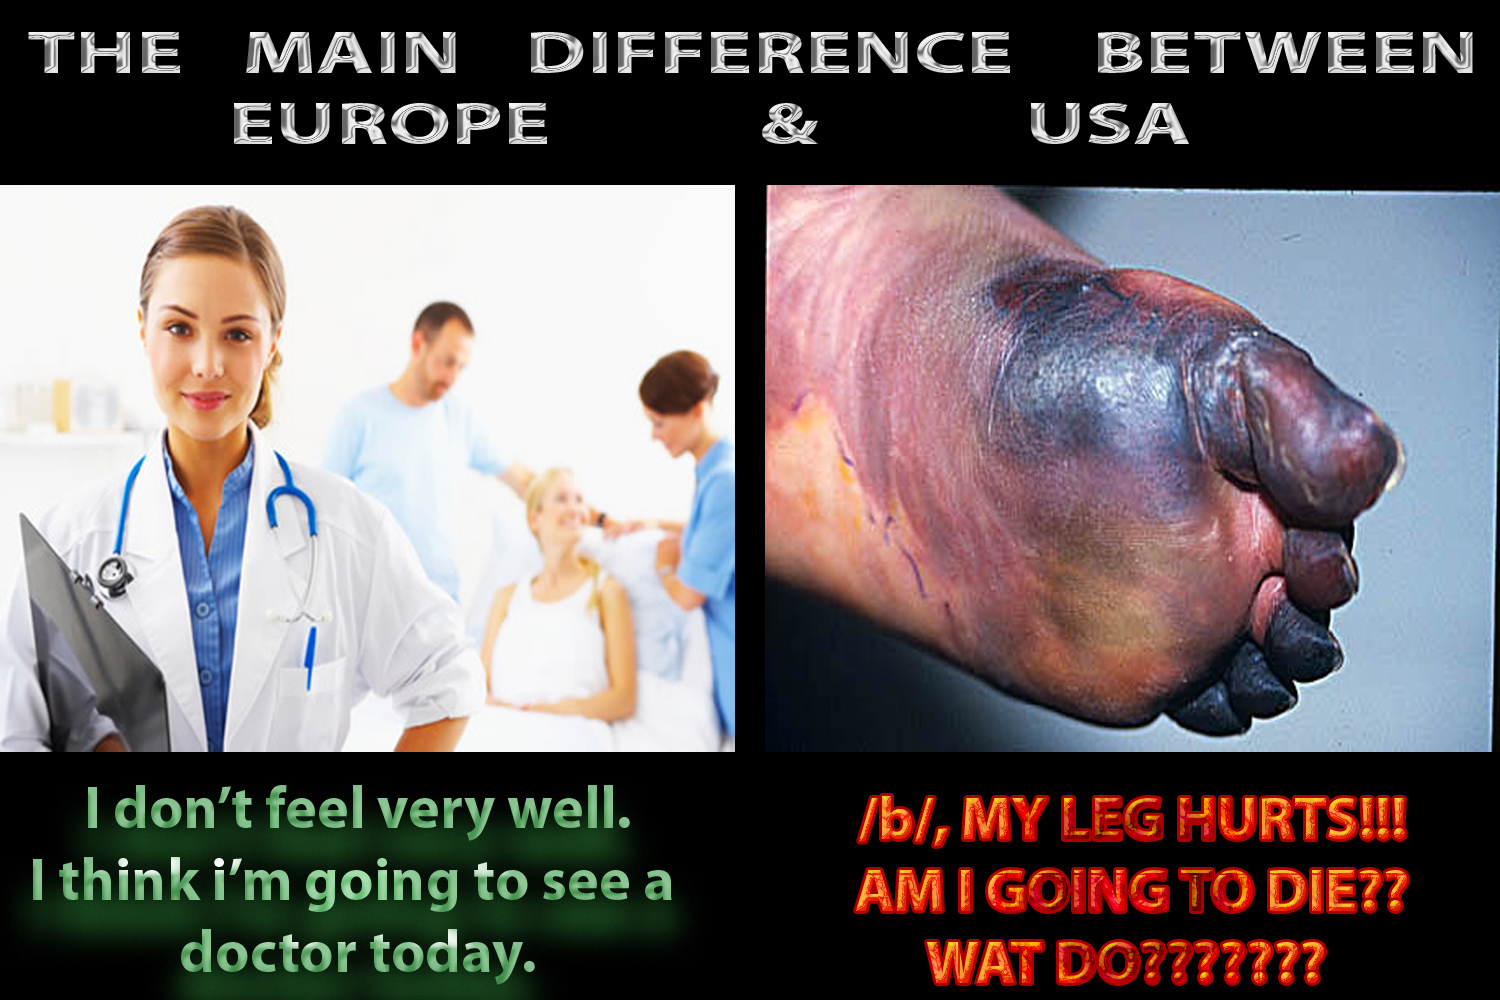 THE MAIN DIFFERENCE BETWEEN
EUROPE & USA
I don't feel very well.
I think i'm going to see a
doctor today.
/b/, MY LEG HURTS!!!
AM I GOING TO DIE??
WAT DO???????